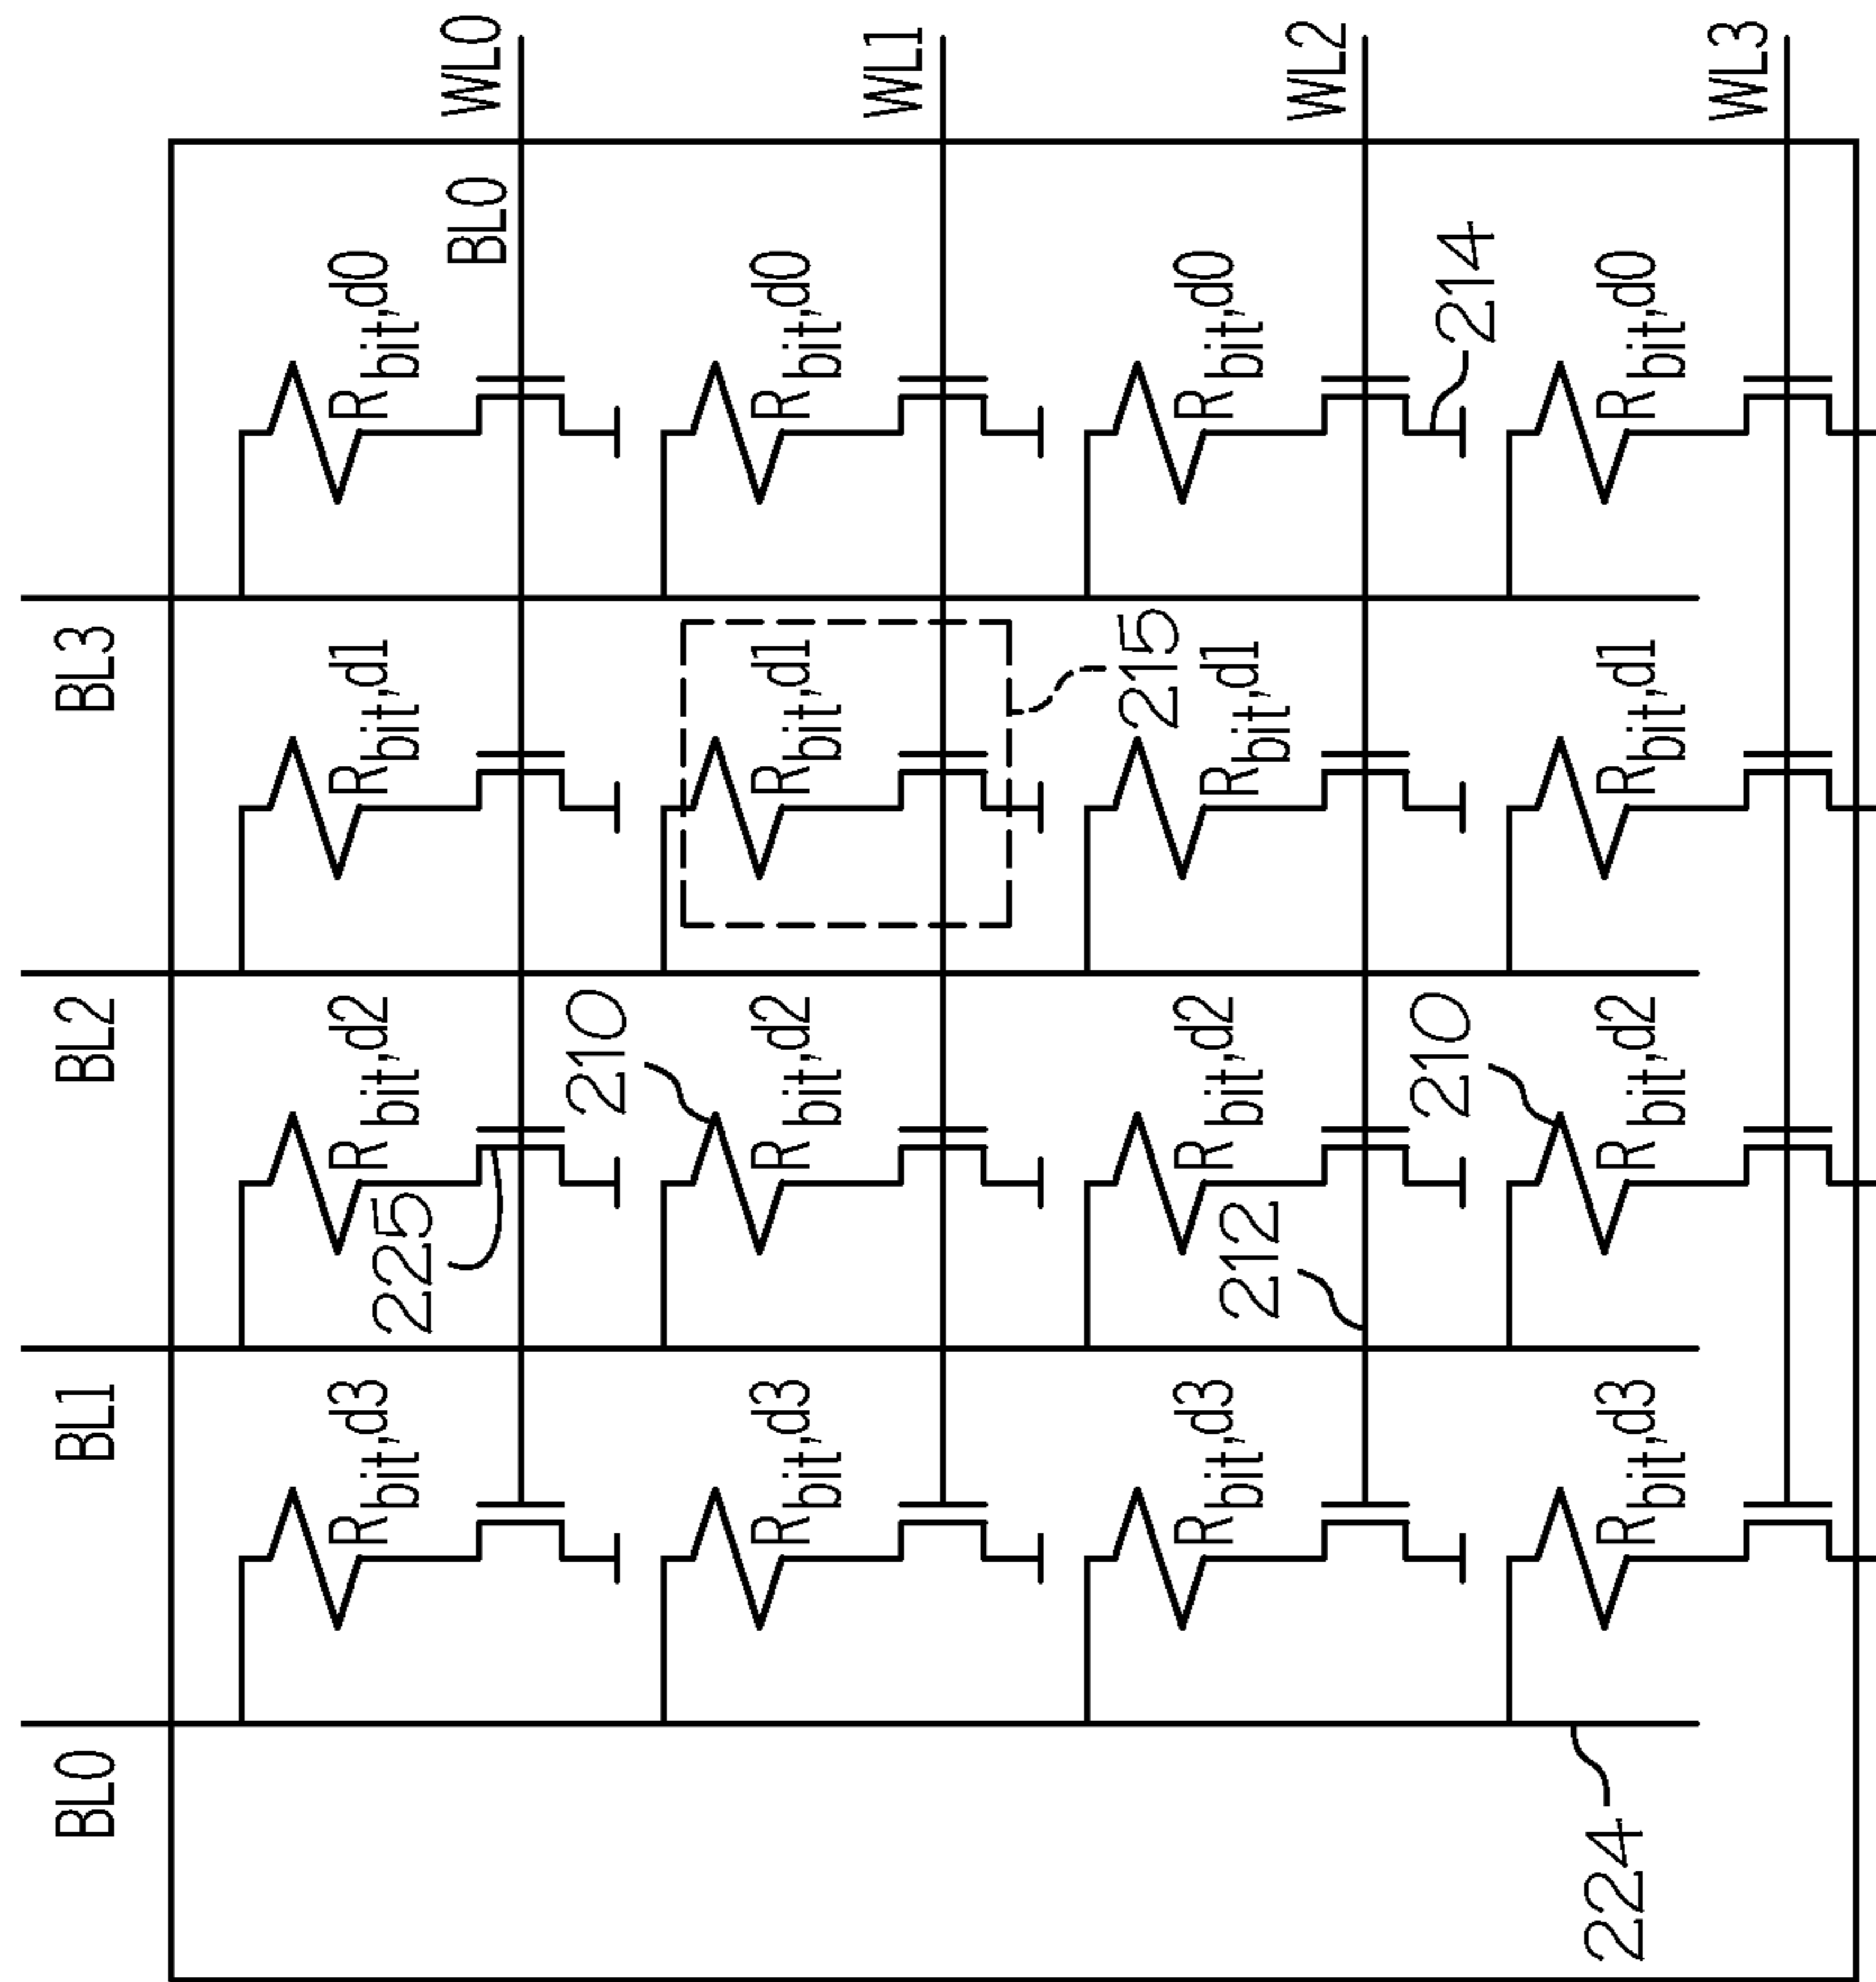 BL0 BL1 BL2 BL3
Rbit,d3 Rbit,d2 Rbit,d1 Rbit,d0
225
BL0 WL0
210
Rbit,d3 Rbit,d2 Rbit,d1 Rbit,d0
WL1
215
Rbit,d3 Rbit,d2 Rbit,d1 Rbit,d0
212
WL2
210 214
224 Rbit,d3 Rbit,d2 Rbit,d1 Rbit,d0
WL3